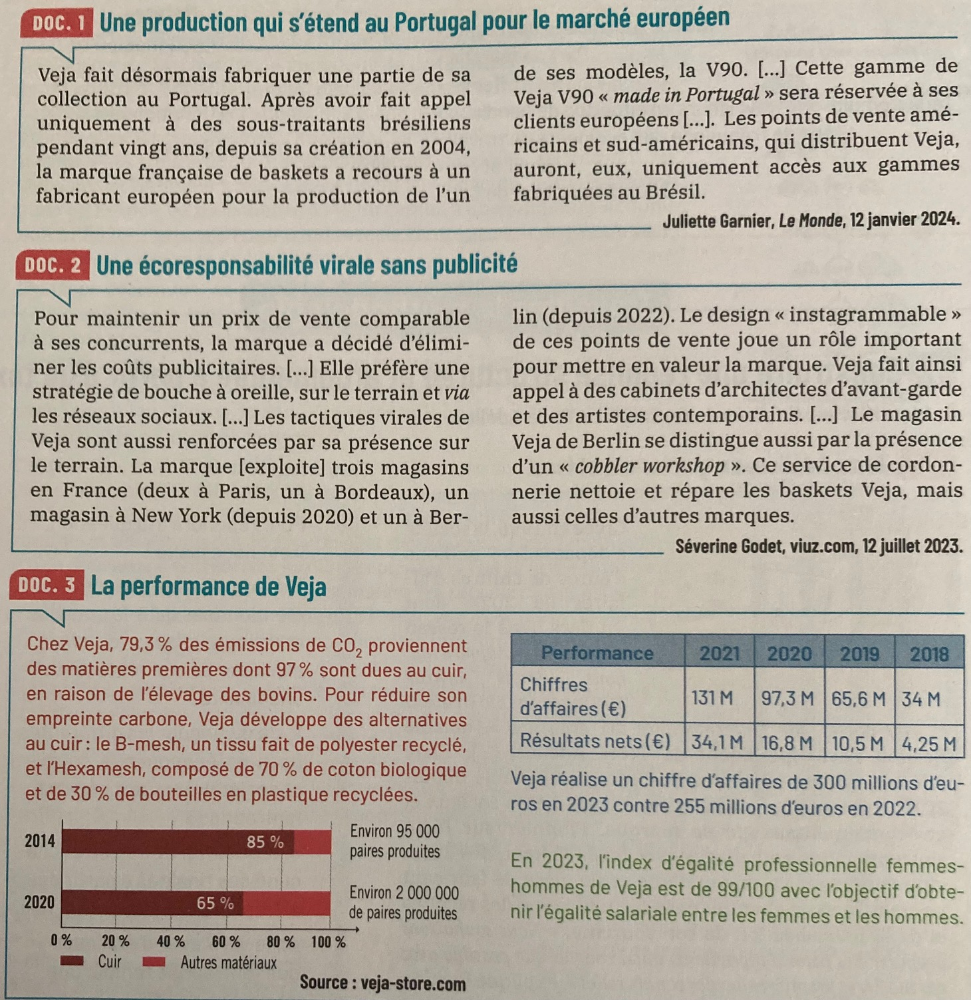 DOC. 1 Une production qui s'étend au Portugal pour le marché européen
Veja fait désormais fabriquer une partie de sa
collection au Portugal. Après avoir fait appel
uniquement à des sous-traitants brésiliens
pendant vingt ans, depuis sa création en 2004,
la marque française de baskets a recours à un
fabricant européen pour la production de l'un
de ses modèles, la V90. [...] Cette gamme de
Veja V90 « made in Portugal » sera réservée à ses
clients européens [...]. Les points de vente amé-
ricains et sud-américains, qui distribuent Veja,
auront, eux, uniquement accès aux gammes
fabriquées au Brésil.
Juliette Garnier, Le Monde, 12 janvier 2024.
DOC. 2 Une écoresponsabilité virale sans publicité
Pour maintenir un prix de vente comparable
à ses concurrents, la marque a décidé d'élimi-
ner les coûts publicitaires. [...] Elle préfère une
stratégie de bouche à oreille, sur le terrain et via
les réseaux sociaux. [...] Les tactiques virales de
Veja sont aussi renforcées par sa présence sur
le terrain. La marque [exploite] trois magasins
en France (deux à Paris, un à Bordeaux), un
magasin à New York (depuis 2020) et un à Ber-
lin (depuis 2022). Le design « instagrammable »
de ces points de vente joue un rôle important
pour mettre en valeur la marque. Veja fait ainsi
appel à des cabinets d'architectes d'avant-garde
et des artistes contemporains. [...] Le magasin
Veja de Berlin se distingue aussi par la présence
d'un « cobbler workshop ». Ce service de cordon-
nerie nettoie et répare les baskets Veja, mais
aussi celles d'autres marques.
Séverine Godet, viuz.com, 12 juillet 2023.
DOC. 3 La performance de Veja
Chez Veja, 79,3 % des émissions de CO₂ proviennent
des matières premières dont 97 % sont dues au cuir,
en raison de l'élevage des bovins. Pour réduire son
empreinte carbone, Veja développe des alternatives
au cuir : le B-mesh, un tissu fait de polyester recyclé,
et l'Hexamesh, composé de 70 % de coton biologique
et de 30 % de bouteilles en plastique recyclées.
2014 85 % Environ 95 000
paires produites
2020 65 % Environ 2 000 000
de paires produites
0 % 20 % 40 % 60 % 80 % 100 %
Cuir Autres matériaux
Source : veja-store.com
Performance 2021 2020 2019 2018
Chiffres
d'affaires (€) 131 M 97,3 M 65,6 M 34 M
Résultats nets (€) 34,1 M 16,8 M 10,5 M 4,25 M
Veja réalise un chiffre d'affaires de 300 millions d'eu-
ros en 2023 contre 255 millions d'euros en 2022.
En 2023, l'index d'égalité professionnelle femmes-
hommes de Veja est de 99/100 avec l'objectif d'obte-
nir l'égalité salariale entre les femmes et les hommes.